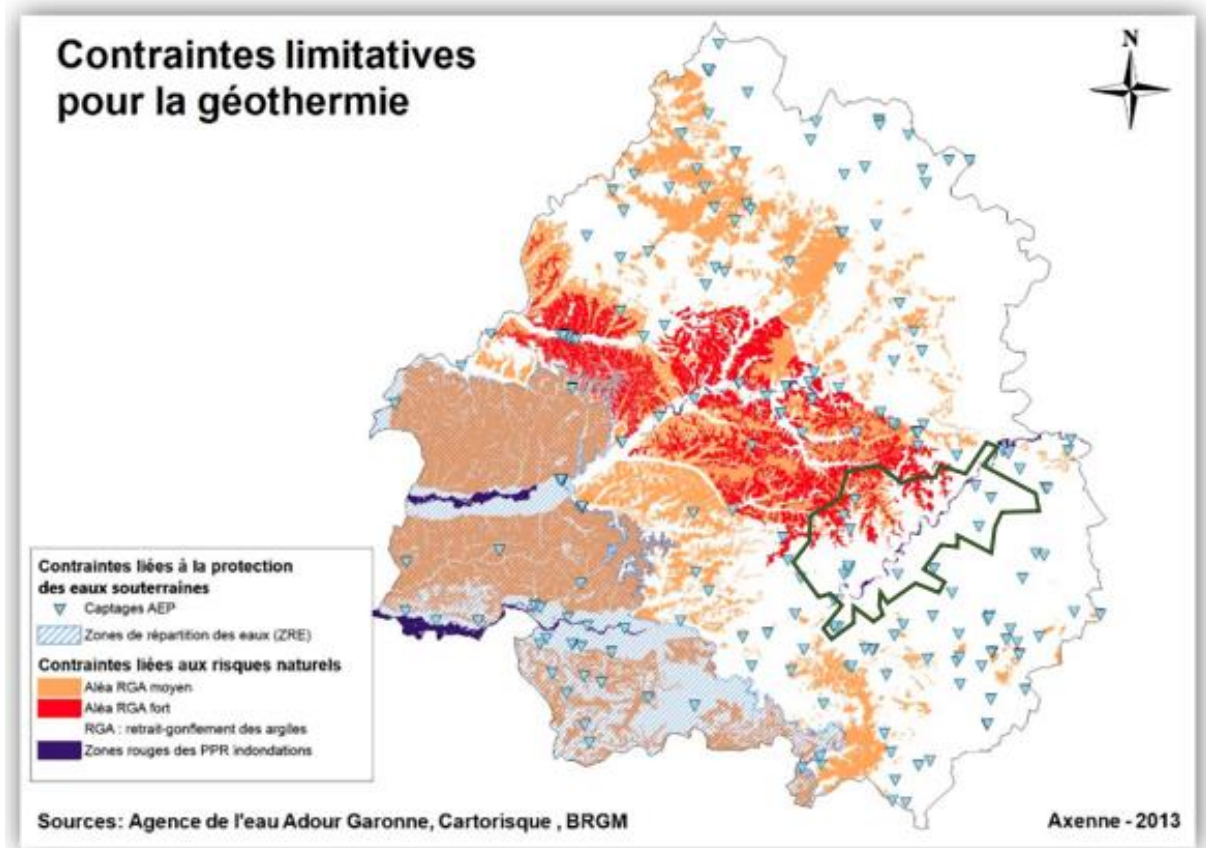 Contraintes limitatives
pour la géothermie
N
Contraintes liées à la protection
des eaux souterraines
Captages AEP
Zones de répartition des eaux (ZRE)
Contraintes liées aux risques naturels
Aléa RGA moyen
Aléa RGA fort
RGA : retrait-gonflement des argiles
Zones rouges des PPR indondations
Sources: Agence de l'eau Adour Garonne, Cartorisque , BRGM
Axenne - 2013